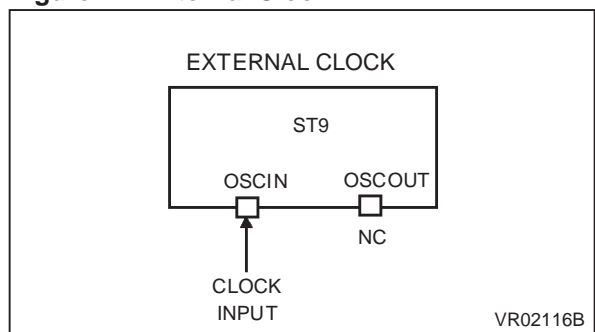 EXTERNAL CLOCK
ST9
OSCIN OSCOUT
NC
CLOCK
INPUT
VR02116B